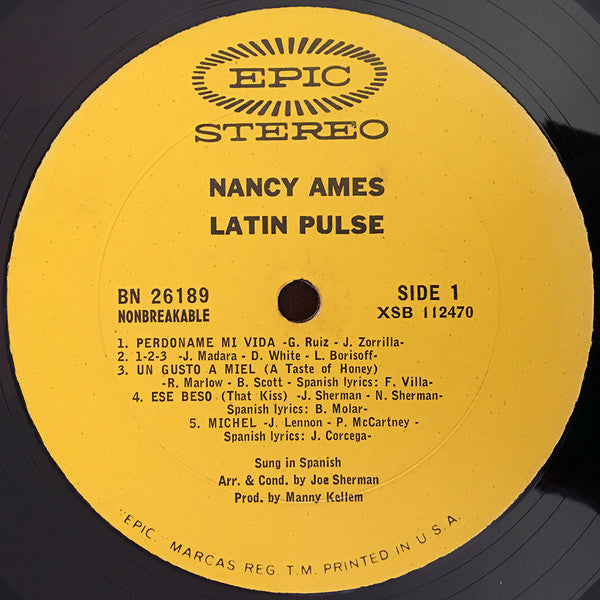 EPIC
STEREO
NANCY AMES
LATIN PULSE
BN 26189
NONBREAKABLE
SIDE 1
XSB 112470
1. PERDONAME MI VIDA -G. Ruiz - J. Zorrilla-
2. 1-2-3 -J. Madara - D. White - L. Borisoff-
3. UN GUSTO A MIEL (A Taste of Honey)
-R. Marlow - B. Scott - Spanish lyrics: F. Villa-
4. ESE BESO (That Kiss) -J. Sherman - N. Sherman-
Spanish lyrics: B. Molar-
5. MICHEL -J. Lennon - P. McCartney -
Spanish lyrics: J. Corcega-
Sung in Spanish
Arr. & Cond. by Joe Sherman
Prod. by Manny Kellem
"EPIC," MARCAS REG. T.M. PRINTED IN U.S.A.